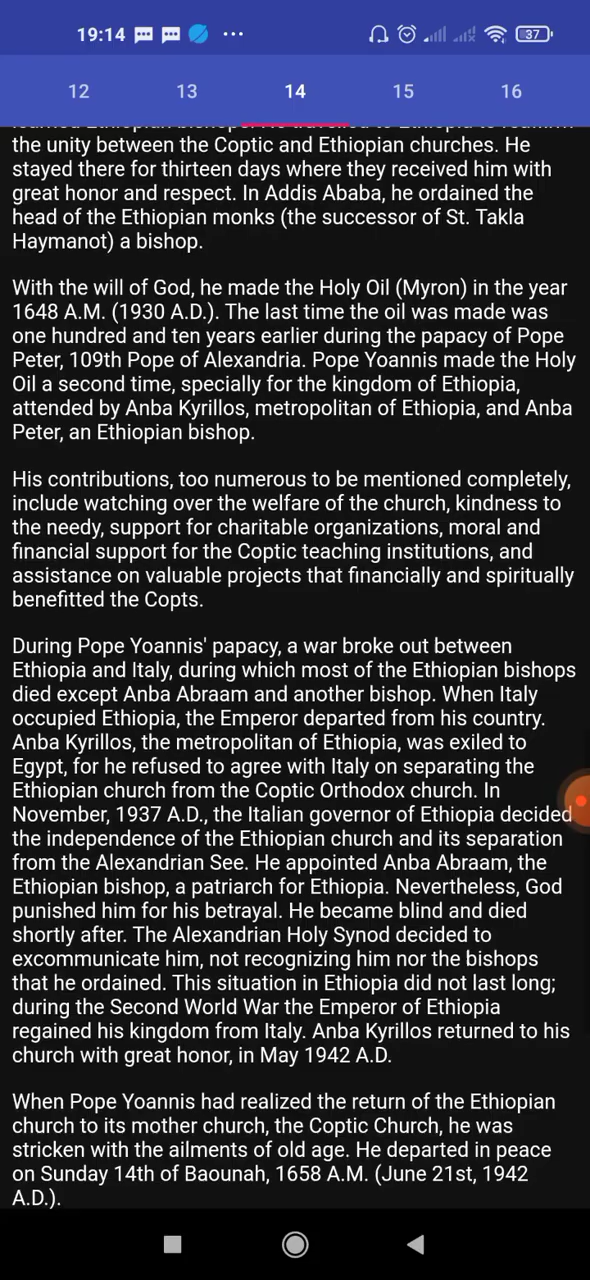 19:14
37
12 13 14 15 16
learned Ethiopian bishops. He travelled to Ethiopia to reaffirm
the unity between the Coptic and Ethiopian churches. He
stayed there for thirteen days where they received him with
great honor and respect. In Addis Ababa, he ordained the
head of the Ethiopian monks (the successor of St. Takla
Haymanot) a bishop.
With the will of God, he made the Holy Oil (Myron) in the year
1648 A.M. (1930 A.D.). The last time the oil was made was
one hundred and ten years earlier during the papacy of Pope
Peter, 109th Pope of Alexandria. Pope Yoannis made the Holy
Oil a second time, specially for the kingdom of Ethiopia,
attended by Anba Kyrillos, metropolitan of Ethiopia, and Anba
Peter, an Ethiopian bishop.
His contributions, too numerous to be mentioned completely,
include watching over the welfare of the church, kindness to
the needy, support for charitable organizations, moral and
financial support for the Coptic teaching institutions, and
assistance on valuable projects that financially and spiritually
benefitted the Copts.
During Pope Yoannis' papacy, a war broke out between
Ethiopia and Italy, during which most of the Ethiopian bishops
died except Anba Abraam and another bishop. When Italy
occupied Ethiopia, the Emperor departed from his country.
Anba Kyrillos, the metropolitan of Ethiopia, was exiled to
Egypt, for he refused to agree with Italy on separating the
Ethiopian church from the Coptic Orthodox church. In
November, 1937 A.D., the Italian governor of Ethiopia decided
the independence of the Ethiopian church and its separation
from the Alexandrian See. He appointed Anba Abraam, the
Ethiopian bishop, a patriarch for Ethiopia. Nevertheless, God
punished him for his betrayal. He became blind and died
shortly after. The Alexandrian Holy Synod decided to
excommunicate him, not recognizing him nor the bishops
that he ordained. This situation in Ethiopia did not last long;
during the Second World War the Emperor of Ethiopia
regained his kingdom from Italy. Anba Kyrillos returned to his
church with great honor, in May 1942 A.D.
When Pope Yoannis had realized the return of the Ethiopian
church to its mother church, the Coptic Church, he was
stricken with the ailments of old age. He departed in peace
on Sunday 14th of Baounah, 1658 A.M. (June 21st, 1942
A.D.).